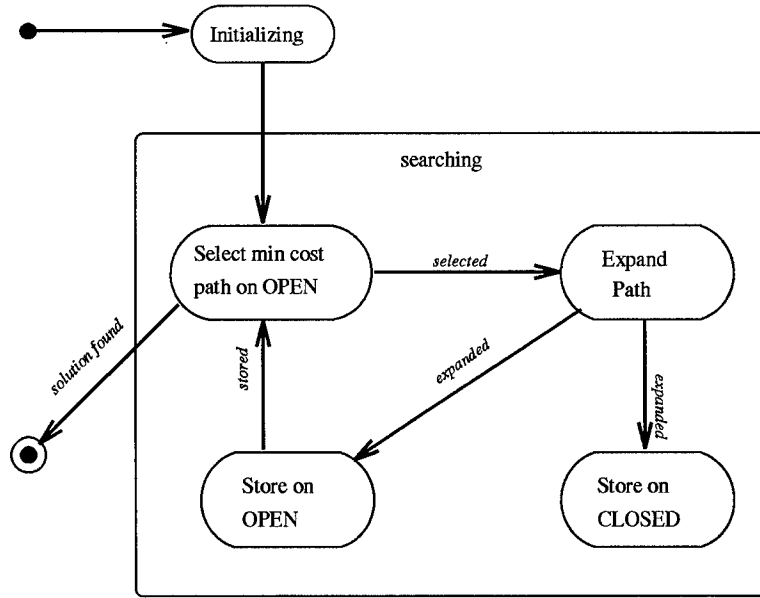 Initializing
searching
Select min cost
path on OPEN
selected
Expand
Path
solution found
stored
expanded
expanded
Store on
OPEN
Store on
CLOSED